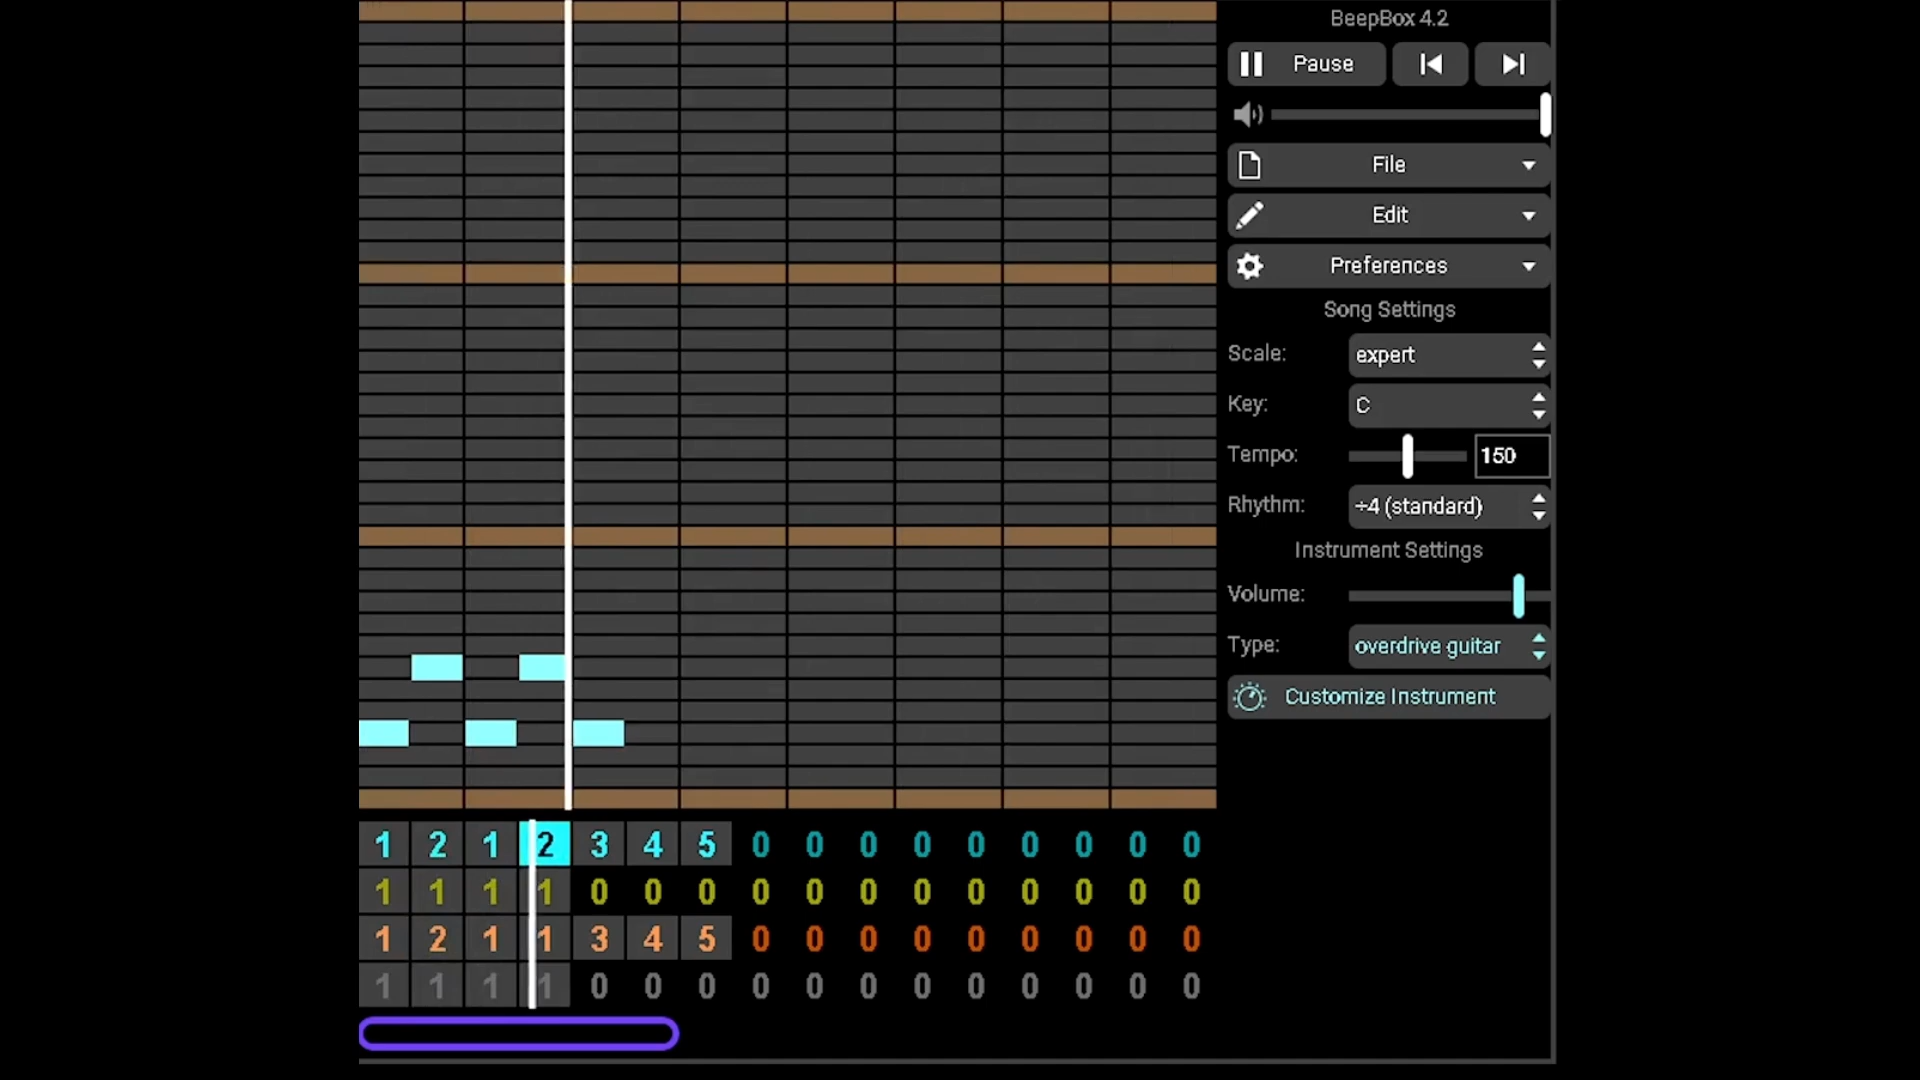 BeepBox 4.2
Pause
File
Edit
Preferences
Song Settings
Scale: expert
Key: C
Tempo: 150
Rhythm: ÷4 (standard)
Instrument Settings
Volume:
Type: overdrive guitar
Customize Instrument
1 2 1 2 3 4 5 0 0 0 0 0 0 0 0 0
1 1 1 1 0 0 0 0 0 0 0 0 0 0 0 0
1 2 1 1 3 4 5 0 0 0 0 0 0 0 0 0
1 1 1 1 0 0 0 0 0 0 0 0 0 0 0 0